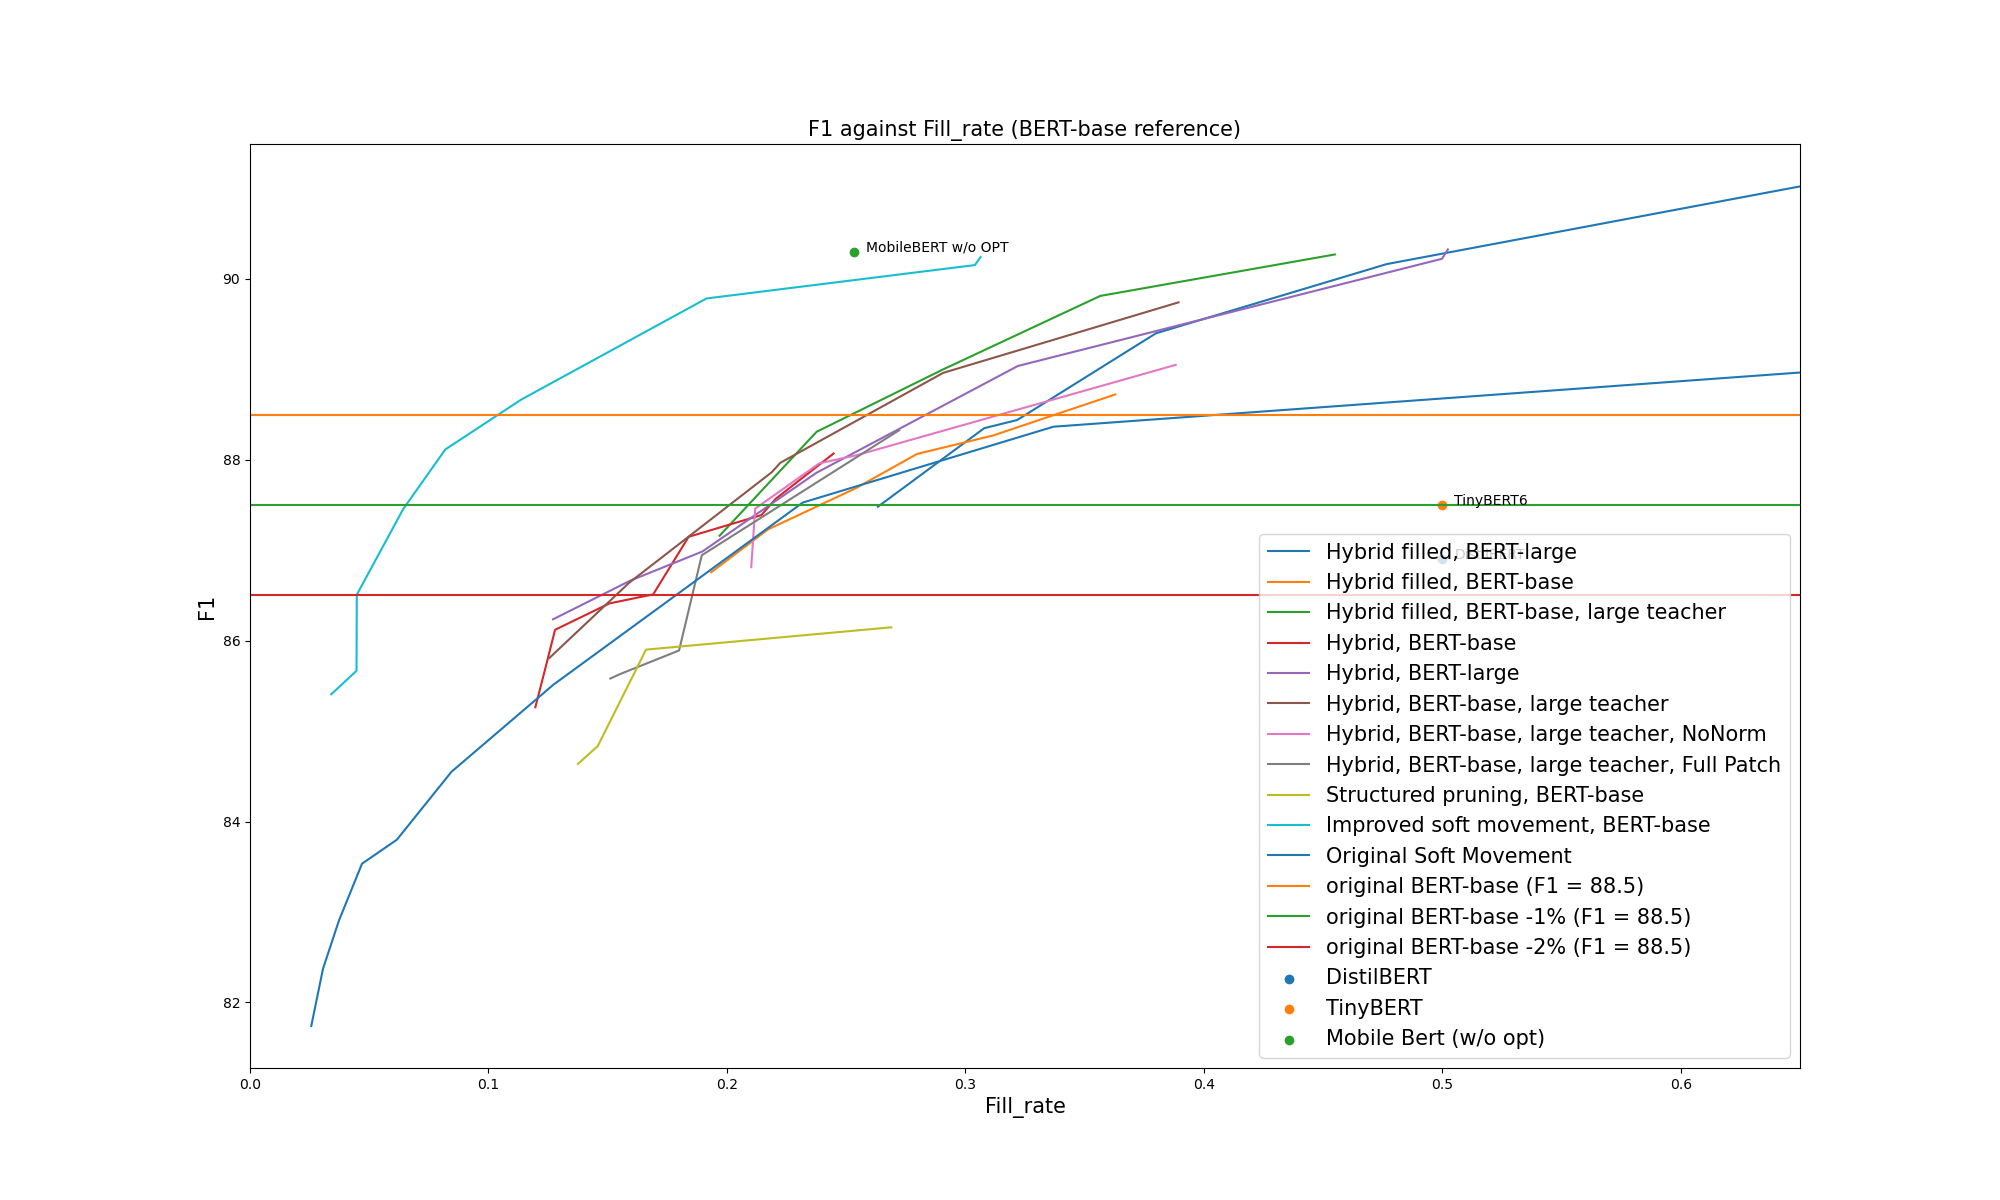 F1 against Fill_rate (BERT-base reference)
MobileBERT w/o OPT
90
88
TinyBERT6
Hybrid filled, BERT-large
Hybrid filled, BERT-base
Hybrid filled, BERT-base, large teacher
Hybrid, BERT-base
Hybrid, BERT-large
Hybrid, BERT-base, large teacher
Hybrid, BERT-base, large teacher, NoNorm
Hybrid, BERT-base, large teacher, Full Patch
Structured pruning, BERT-base
Improved soft movement, BERT-base
Original Soft Movement
original BERT-base (F1 = 88.5)
original BERT-base -1% (F1 = 88.5)
original BERT-base -2% (F1 = 88.5)
DistilBERT
TinyBERT
Mobile Bert (w/o opt)
F1
86
84
82
0.0 0.1 0.2 0.3 0.4 0.5 0.6
Fill_rate